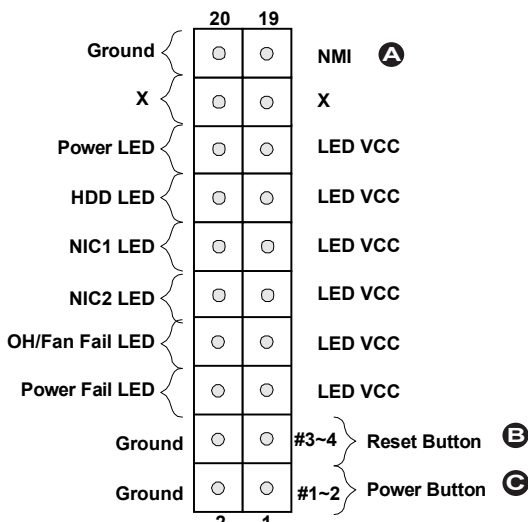 20 19
Ground NMI A
X X
Power LED LED VCC
HDD LED LED VCC
NIC1 LED LED VCC
NIC2 LED LED VCC
OH/Fan Fail LED LED VCC
Power Fail LED LED VCC
Ground #3~4 Reset Button B
Ground #1~2 Power Button C
2 1